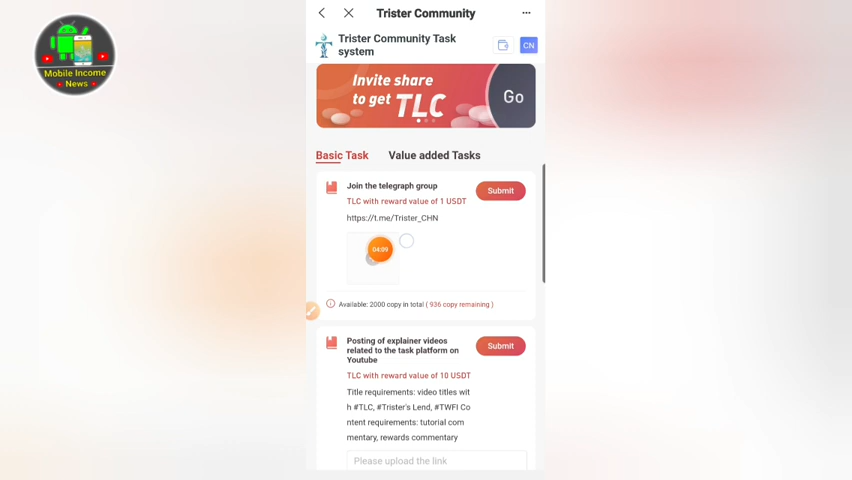 Mobile Income
News
Trister Community
Trister Community Task
system
CN
Invite share
to get TLC
Go
Basic Task
Value added Tasks
Join the telegraph group
Submit
TLC with reward value of 1 USDT
https://t.me/Trister_CHN
04:09
Available: 2000 copy in total ( 936 copy remaining )
Posting of explainer videos
related to the task platform on
Youtube
Submit
TLC with reward value of 10 USDT
Title requirements: video titles wit
h #TLC, #Trister's Lend, #TWFI Co
ntent requirements: tutorial com
mentary, rewards commentary
Please upload the link